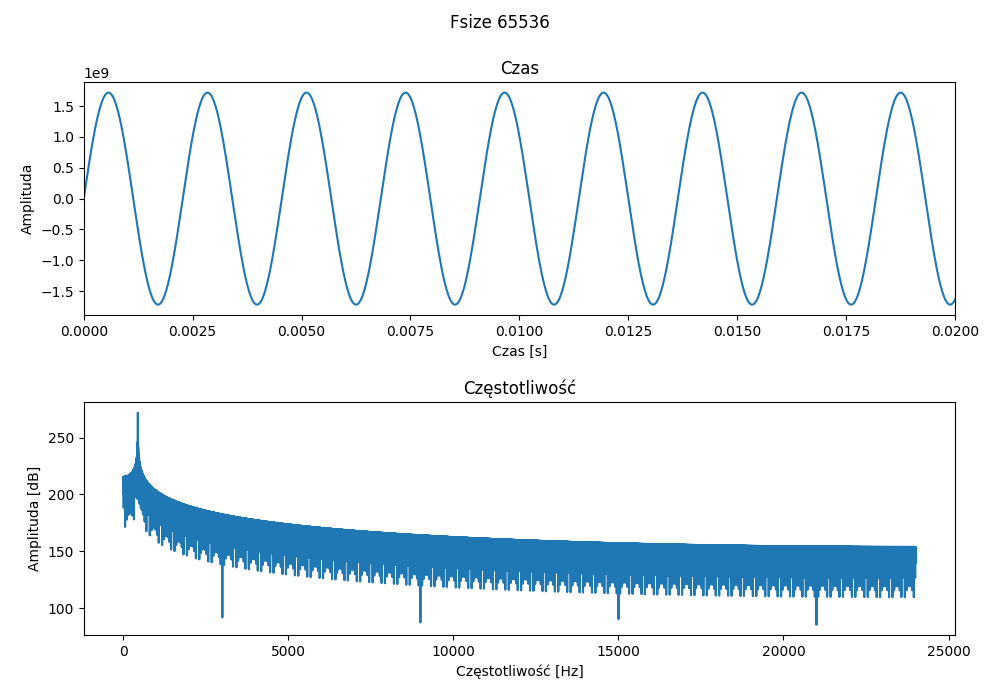 Fsize 65536
Czas
1e9
1.5
1.0
0.5
0.0
−0.5
−1.0
−1.5
Amplituda
0.0000 0.0025 0.0050 0.0075 0.0100 0.0125 0.0150 0.0175 0.0200
Czas [s]
Częstotliwość
250
200
150
100
Amplituda [dB]
0 5000 10000 15000 20000 25000
Częstotliwość [Hz]